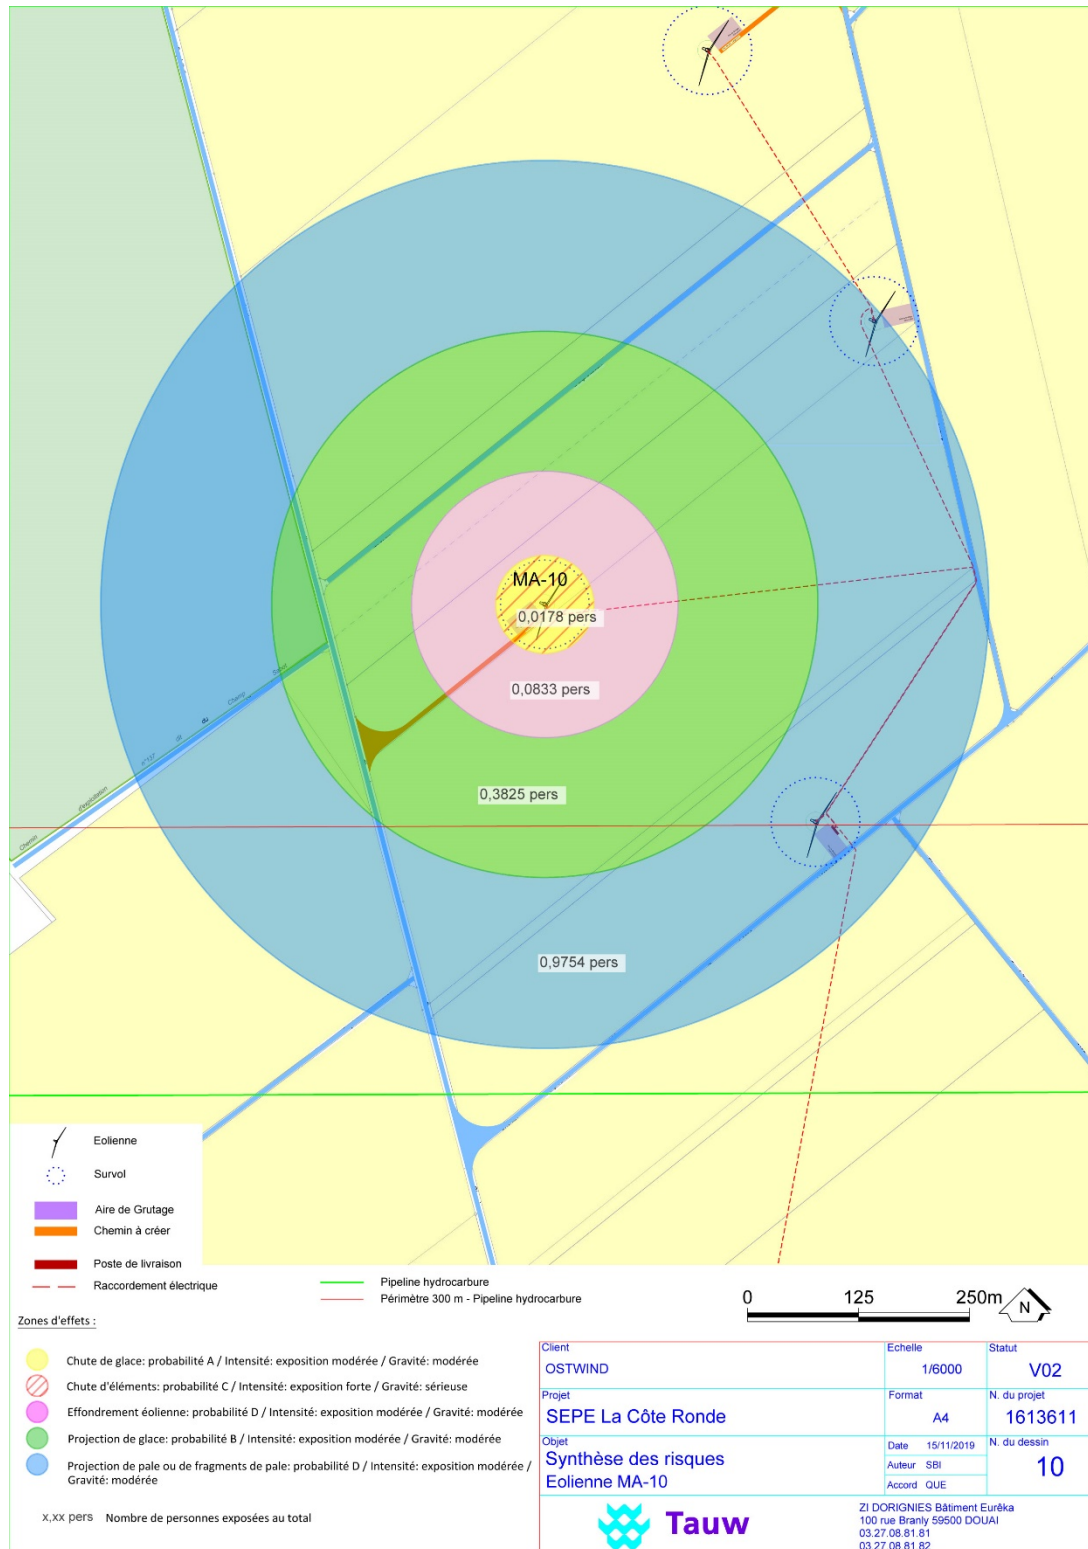 MA-10
0,0178 pers
0,0833 pers
0,3825 pers
0,9754 pers
Chemin d'exploitation n°137 dit du Champ
Eolienne
Survol
Aire de Grutage
Chemin à créer
Poste de livraison
Raccordement électrique
Pipeline hydrocarbure
Périmètre 300 m - Pipeline hydrocarbure
0 125 250m
N
Zones d'effets :
Chute de glace: probabilité A / Intensité: exposition modérée / Gravité: modérée
Chute d'éléments: probabilité C / Intensité: exposition forte / Gravité: sérieuse
Effondrement éolienne: probabilité D / Intensité: exposition modérée / Gravité: modérée
Projection de glace: probabilité B / Intensité: exposition modérée / Gravité: modérée
Projection de pale ou de fragments de pale: probabilité D / Intensité: exposition modérée /
Gravité: modérée
x,xx pers Nombre de personnes exposées au total
Client
OSTWIND
Echelle
1/6000
Statut
V02
Projet
SEPE La Côte Ronde
Format
A4
N. du projet
1613611
Objet
Synthèse des risques
Eolienne MA-10
Date 15/11/2019
Auteur SBI
Accord QUE
N. du dessin
10
Tauw
ZI DORIGNIES Bâtiment Eurêka
100 rue Branly 59500 DOUAI
03.27.08.81.81
03.27.08.81.82